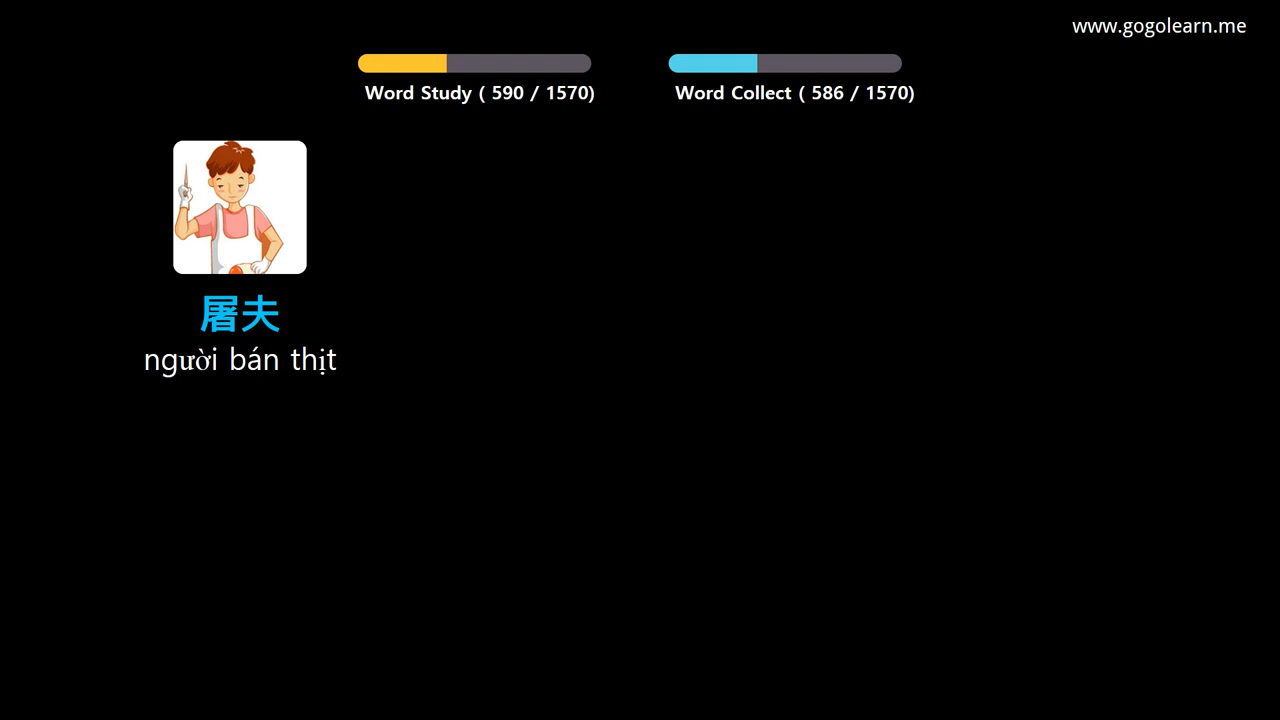 www.gogolearn.me
Word Study ( 590 / 1570)
Word Collect ( 586 / 1570)
屠夫
người bán thịt